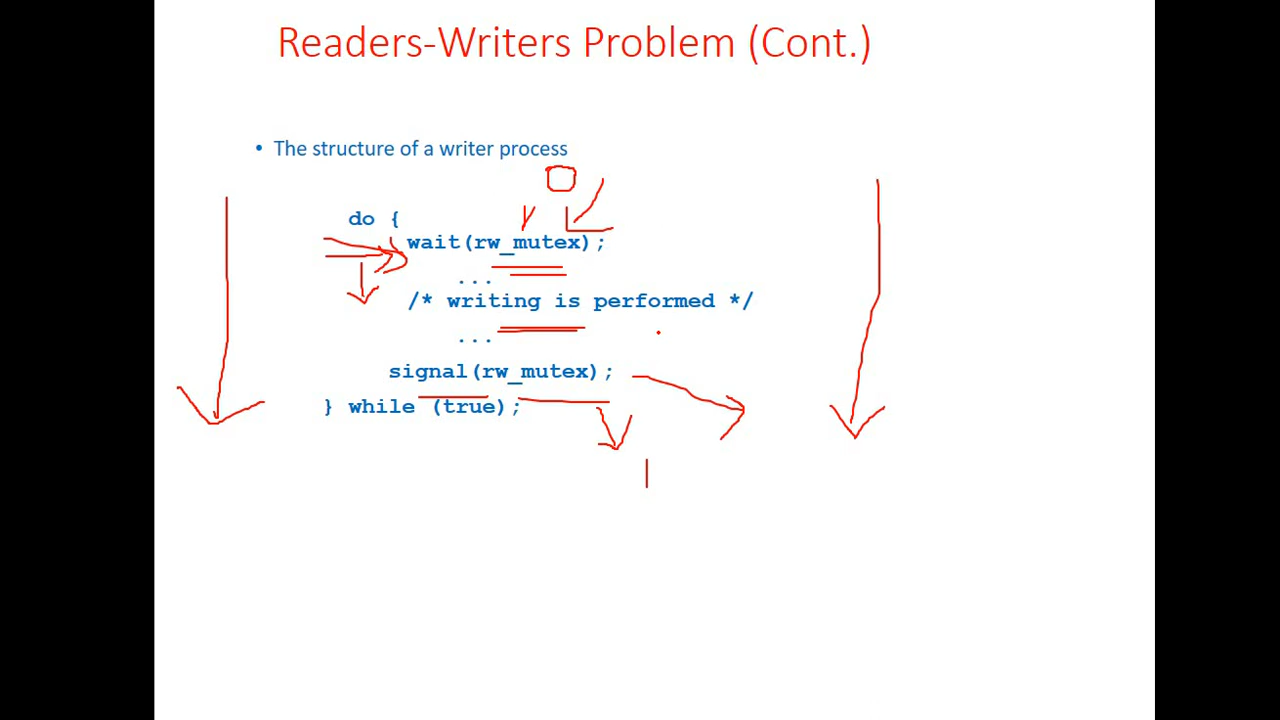 Readers-Writers Problem (Cont.)
• The structure of a writer process
do {
wait(rw_mutex);
...
/* writing is performed */
...
signal(rw_mutex);
} while (true);